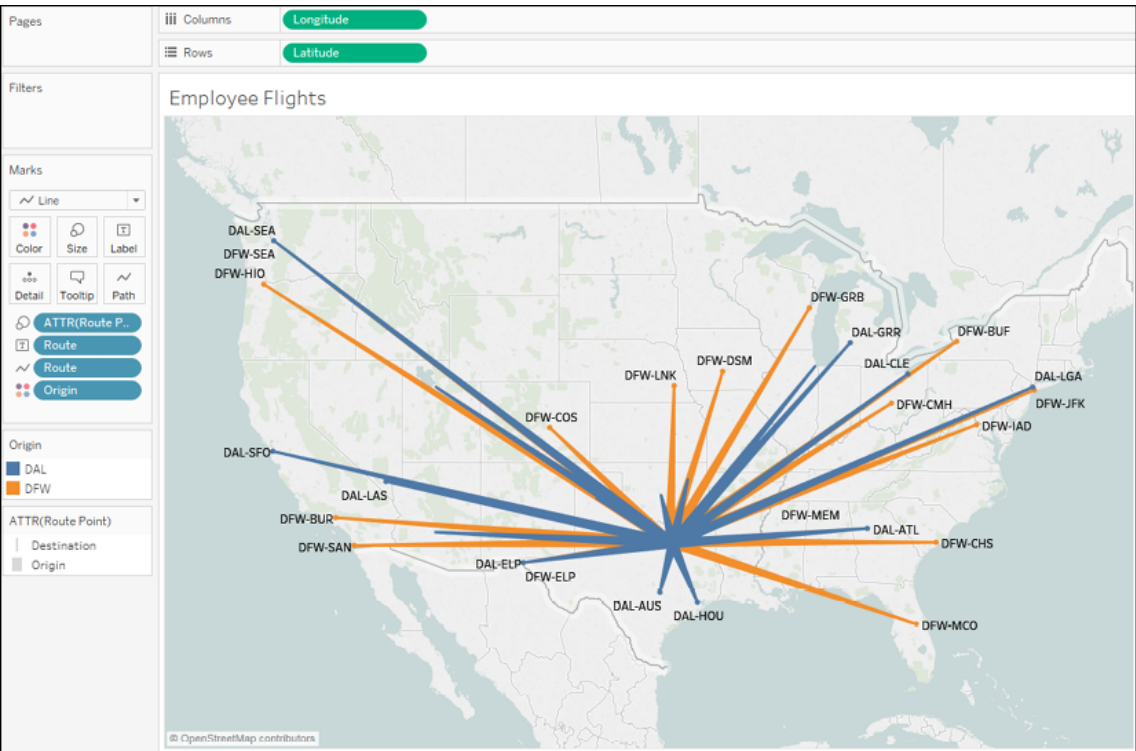 Pages
Columns
Longitude
Rows
Latitude
Filters
Employee Flights
Marks
Line
Color
Size
Label
Detail
Tooltip
Path
ATTR(Route P..
Route
Route
Origin
Origin
DAL
DFW
ATTR(Route Point)
Destination
Origin
DAL-SEA
DFW-SEA
DFW-HIO
DFW-GRB
DAL-GRR
DFW-BUF
DFW-DSM
DAL-CLE
DFW-LNK
DAL-LGA
DFW-CMH
DFW-JFK
DFW-COS
DFW-IAD
DAL-SFO
DAL-LAS
DFW-MEM
DFW-BUR
DAL-ATL
DFW-SAN
DFW-CHS
DAL-ELP
DFW-ELP
DAL-AUS
DAL-HOU
DFW-MCO
© OpenStreetMap contributors